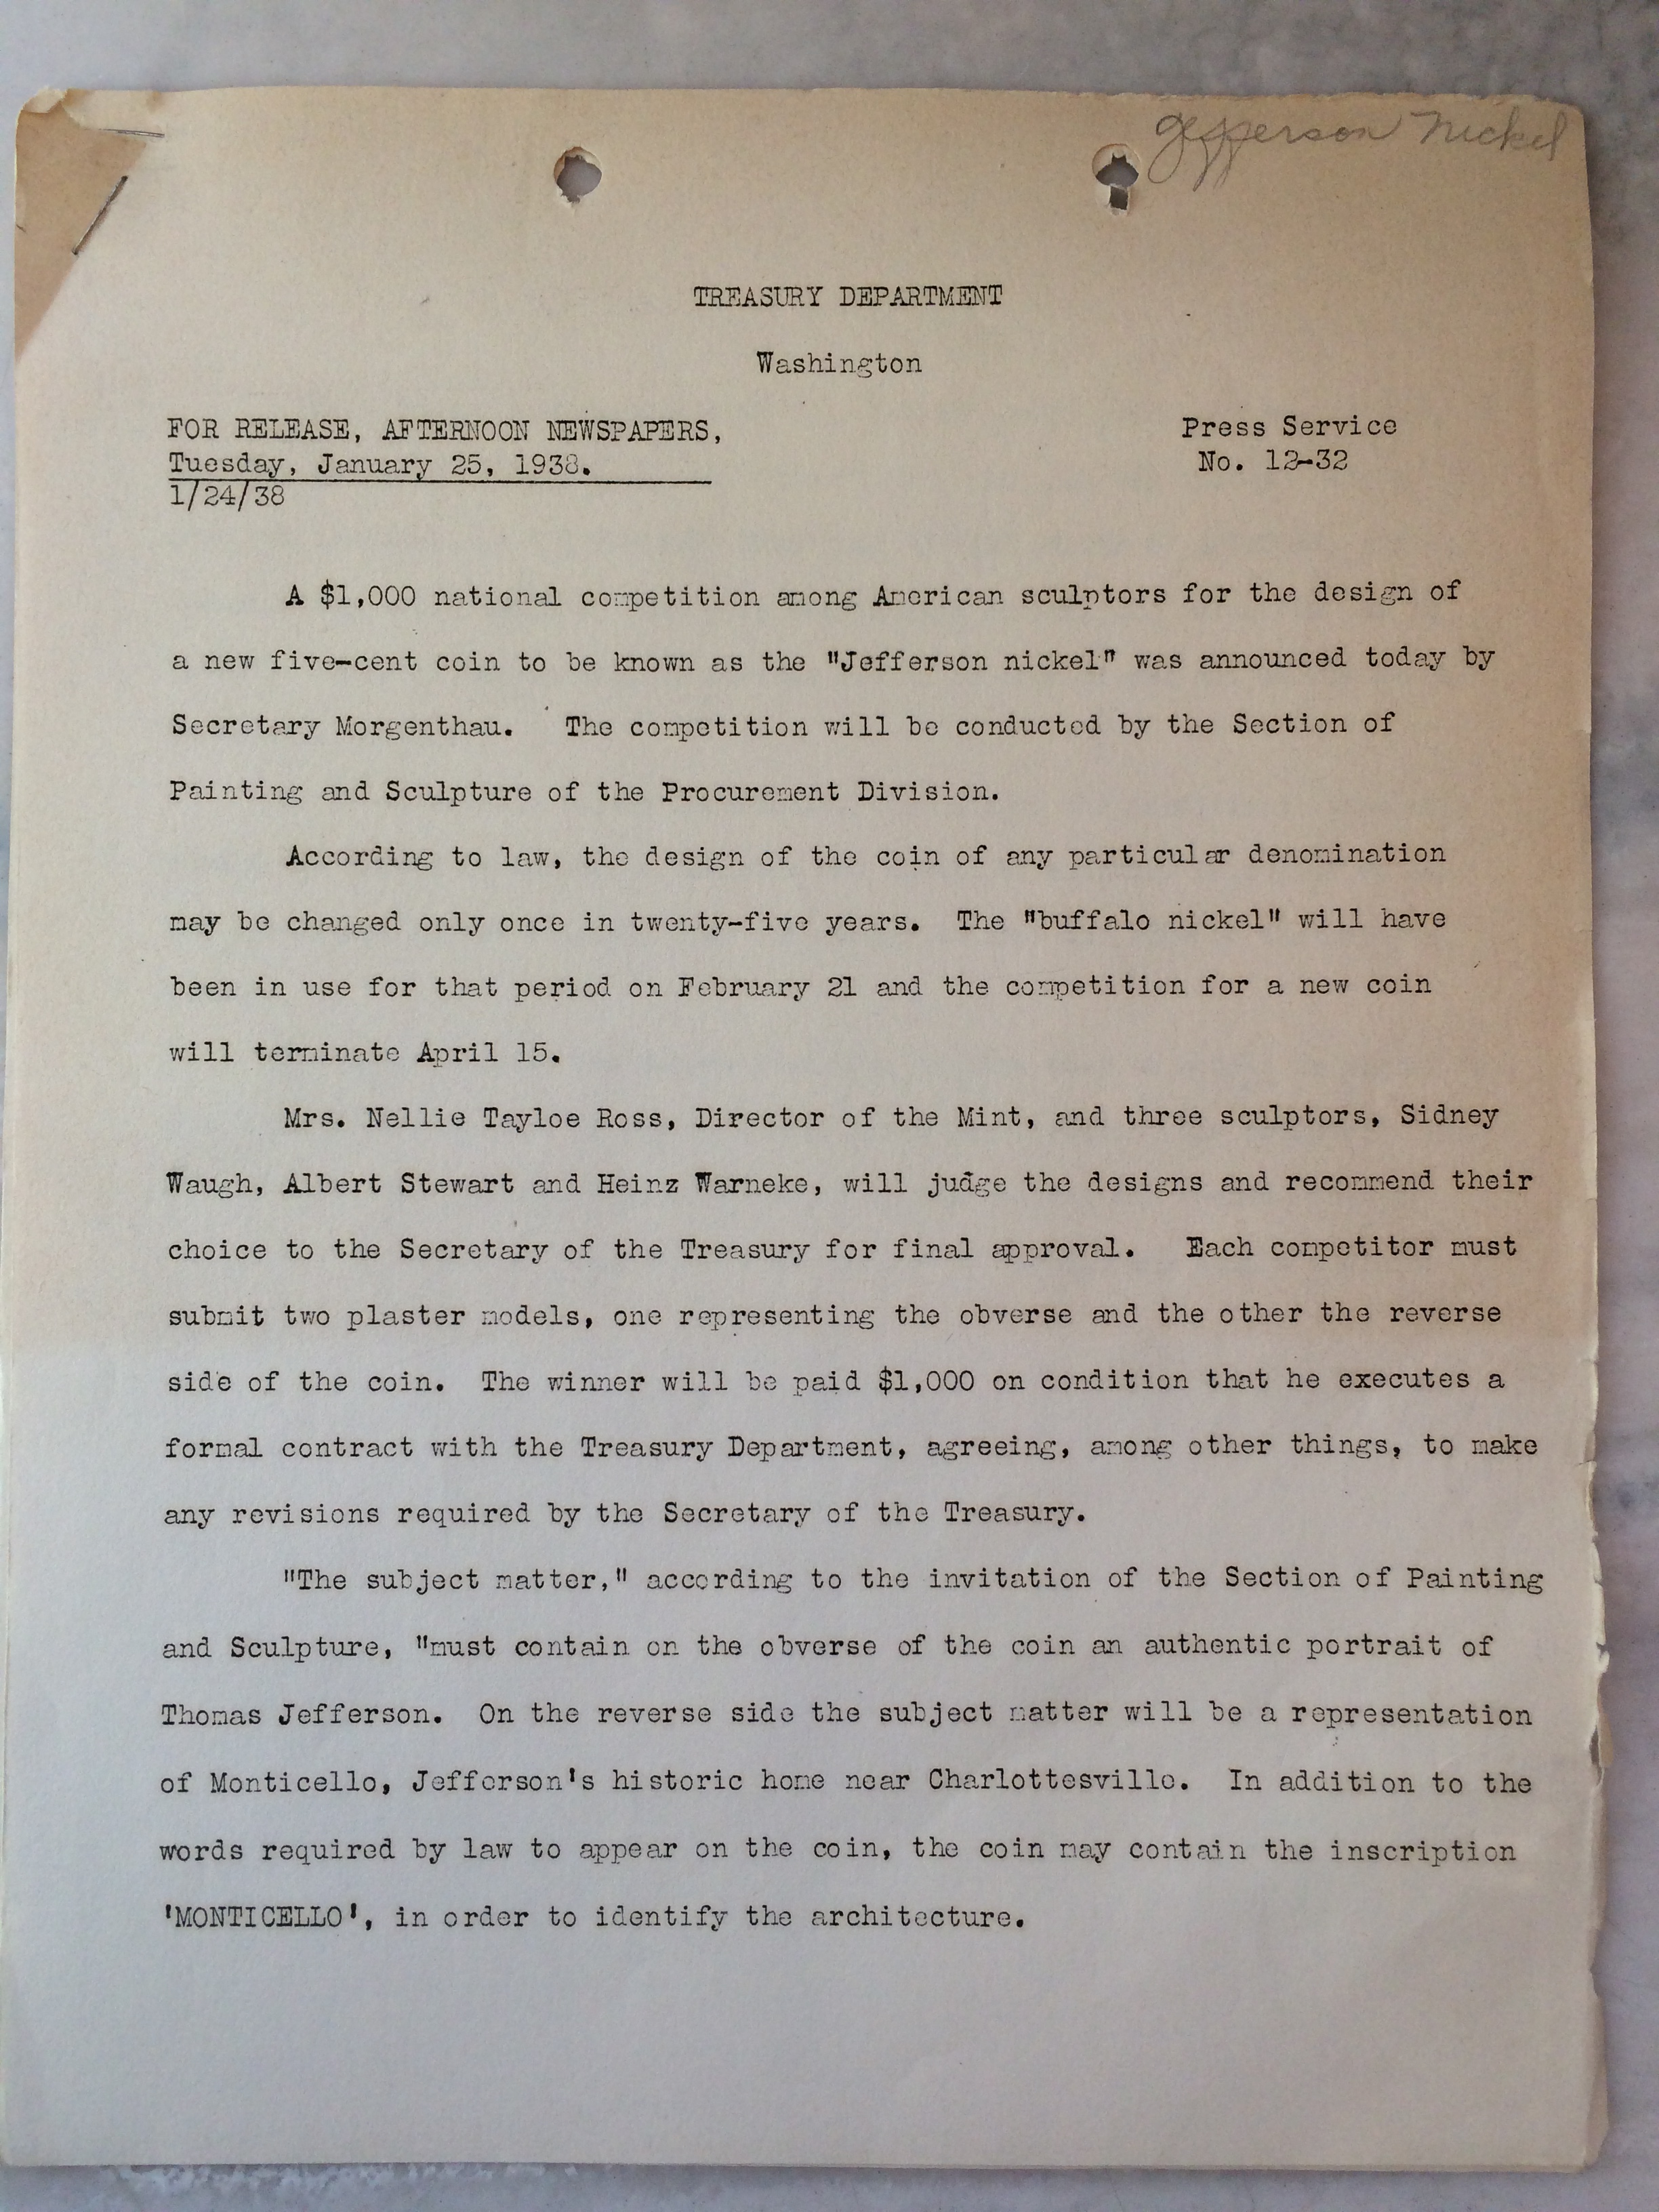 Jefferson Nickel
TREASURY DEPARTMENT
Washington
FOR RELEASE, AFTERNOON NEWSPAPERS,
Tuesday, January 25, 1938.
1/24/38
Press Service
No. 12-32
A $1,000 national competition among American sculptors for the design of
a new five-cent coin to be known as the "Jefferson nickel" was announced today by
Secretary Morgenthau. The competition will be conducted by the Section of
Painting and Sculpture of the Procurement Division.
According to law, the design of the coin of any particular denomination
may be changed only once in twenty-five years. The "buffalo nickel" will have
been in use for that period on February 21 and the competition for a new coin
will terminate April 15.
Mrs. Nellie Tayloe Ross, Director of the Mint, and three sculptors, Sidney
Waugh, Albert Stewart and Heinz Warneke, will judge the designs and recommend their
choice to the Secretary of the Treasury for final approval. Each competitor must
submit two plaster models, one representing the obverse and the other the reverse
side of the coin. The winner will be paid $1,000 on condition that he executes a
formal contract with the Treasury Department, agreeing, among other things, to make
any revisions required by the Secretary of the Treasury.
"The subject matter," according to the invitation of the Section of Painting
and Sculpture, "must contain on the obverse of the coin an authentic portrait of
Thomas Jefferson. On the reverse side the subject matter will be a representation
of Monticello, Jefferson's historic home near Charlottesville. In addition to the
words required by law to appear on the coin, the coin may contain the inscription
'MONTICELLO', in order to identify the architecture.